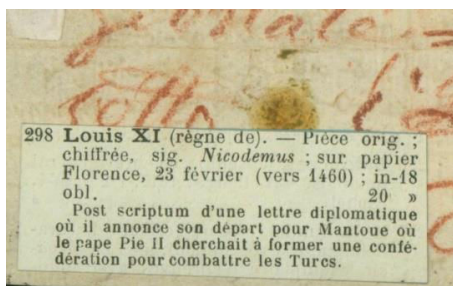 298 Louis XI (règne de). — Pièce orig. ;
chiffrée, sig. Nicodemus ; sur papier
Florence, 23 février (vers 1460) ; in-18
obl. 20 »
Post scriptum d'une lettre diplomatique
où il annonce son départ pour Mantoue où
le pape Pie II cherchait à former une confé-
dération pour combattre les Turcs.